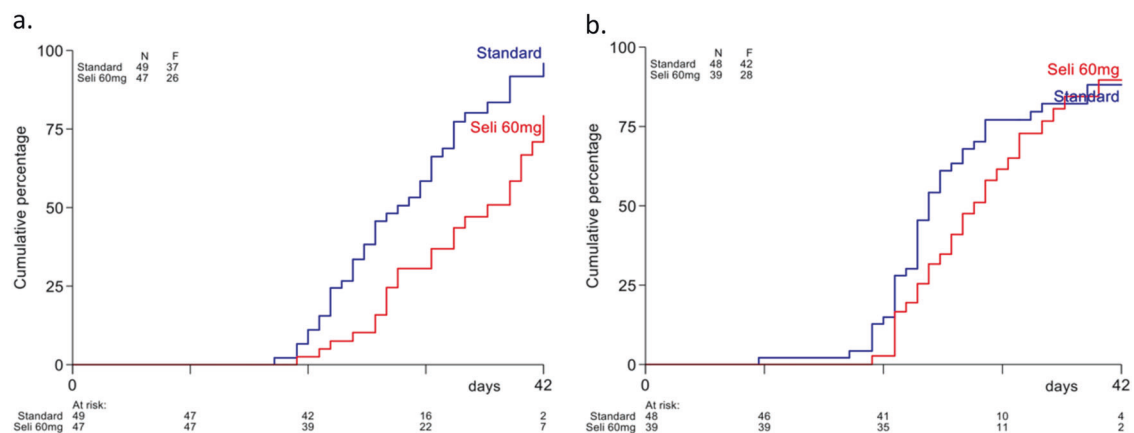 a.
100
N F
Standard 49 37
Seli 60mg 47 26
Standard
75
Seli 60mg
50
25
0
Cumulative percentage
0 days 42
At risk:
Standard 49 47 42 16 2
Seli 60mg 47 47 39 22 7
b.
100
N F
Standard 48 42
Seli 60mg 39 28
Seli 60mg
Standard
75
50
25
0
Cumulative percentage
0 days 42
At risk:
Standard 48 46 41 10 4
Seli 60mg 39 39 35 11 2